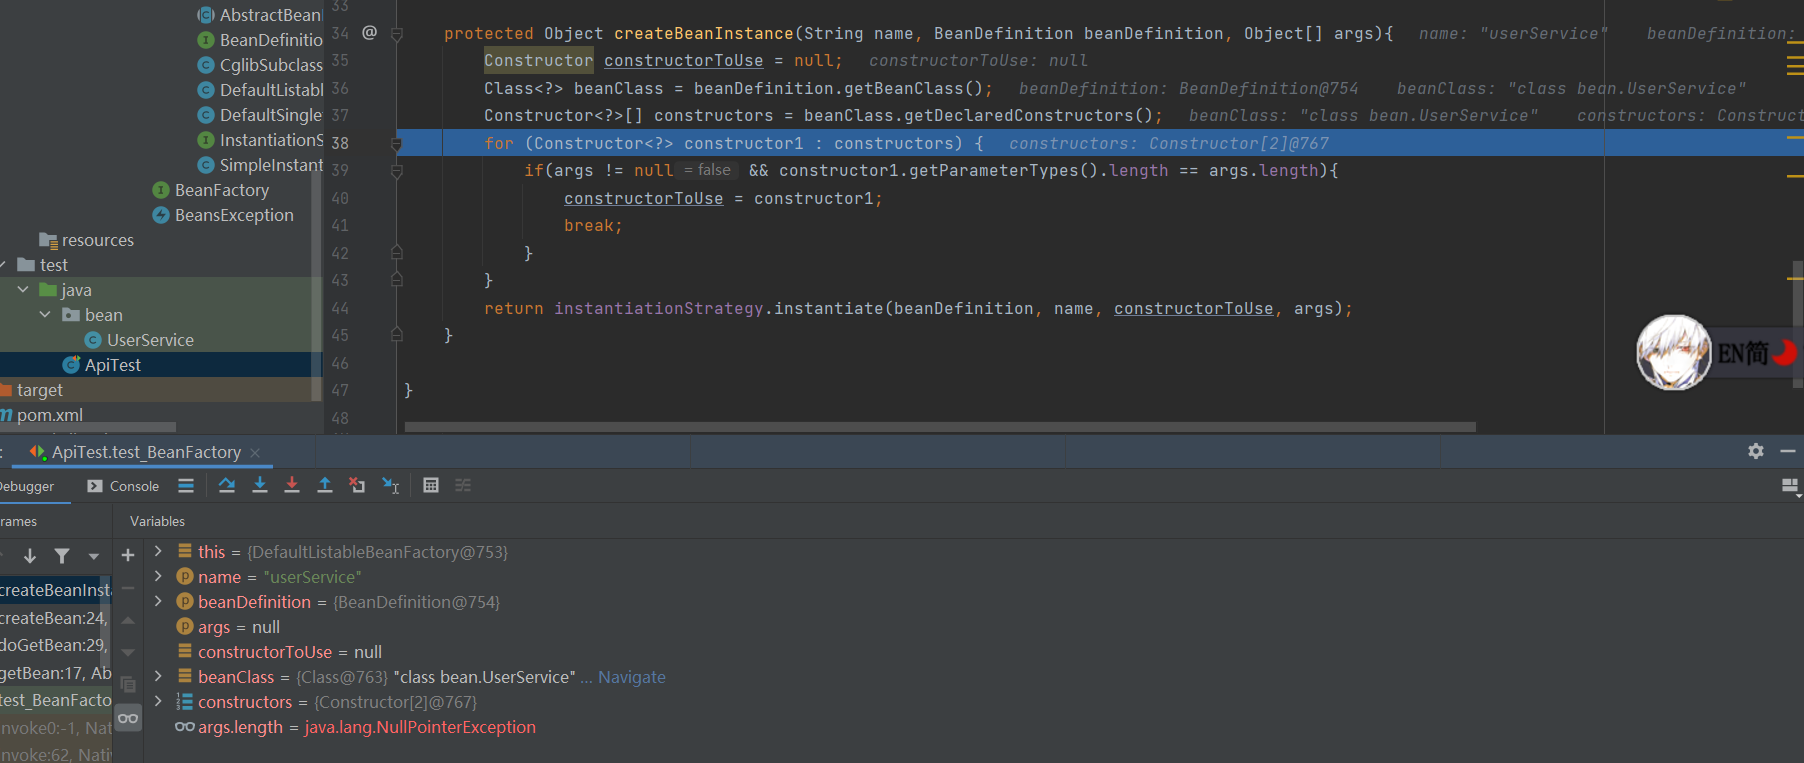 AbstractBean
BeanDefinitio
CglibSubclass
DefaultListabl
DefaultSingle
InstantiationS
SimpleInstant
BeanFactory
BeansException
resources
test
java
bean
UserService
ApiTest
target
pom.xml
33
34 @ protected Object createBeanInstance(String name, BeanDefinition beanDefinition, Object[] args){ name: "userService" beanDefinition:
35 Constructor constructorToUse = null; constructorToUse: null
36 Class<?> beanClass = beanDefinition.getBeanClass(); beanDefinition: BeanDefinition@754 beanClass: "class bean.UserService"
37 Constructor<?>[] constructors = beanClass.getDeclaredConstructors(); beanClass: "class bean.UserService" constructors: Construct
38 for (Constructor<?> constructor1 : constructors) { constructors: Constructor[2]@767
39 if(args != null = false && constructor1.getParameterTypes().length == args.length){
40 constructorToUse = constructor1;
41 break;
42 }
43 }
44 return instantiationStrategy.instantiate(beanDefinition, name, constructorToUse, args);
45 }
46
47 }
48
EN简
: ApiTest.test_BeanFactory
Debugger Console
rames Variables
createBeanInst
createBean:24,
doGetBean:29,
getBean:17, Ab
test_BeanFacto
nvoke0:-1, Nat
nvoke:62, Nativ
this = {DefaultListableBeanFactory@753}
name = "userService"
beanDefinition = {BeanDefinition@754}
args = null
constructorToUse = null
beanClass = {Class@763} "class bean.UserService" ... Navigate
constructors = {Constructor[2]@767}
args.length = java.lang.NullPointerException